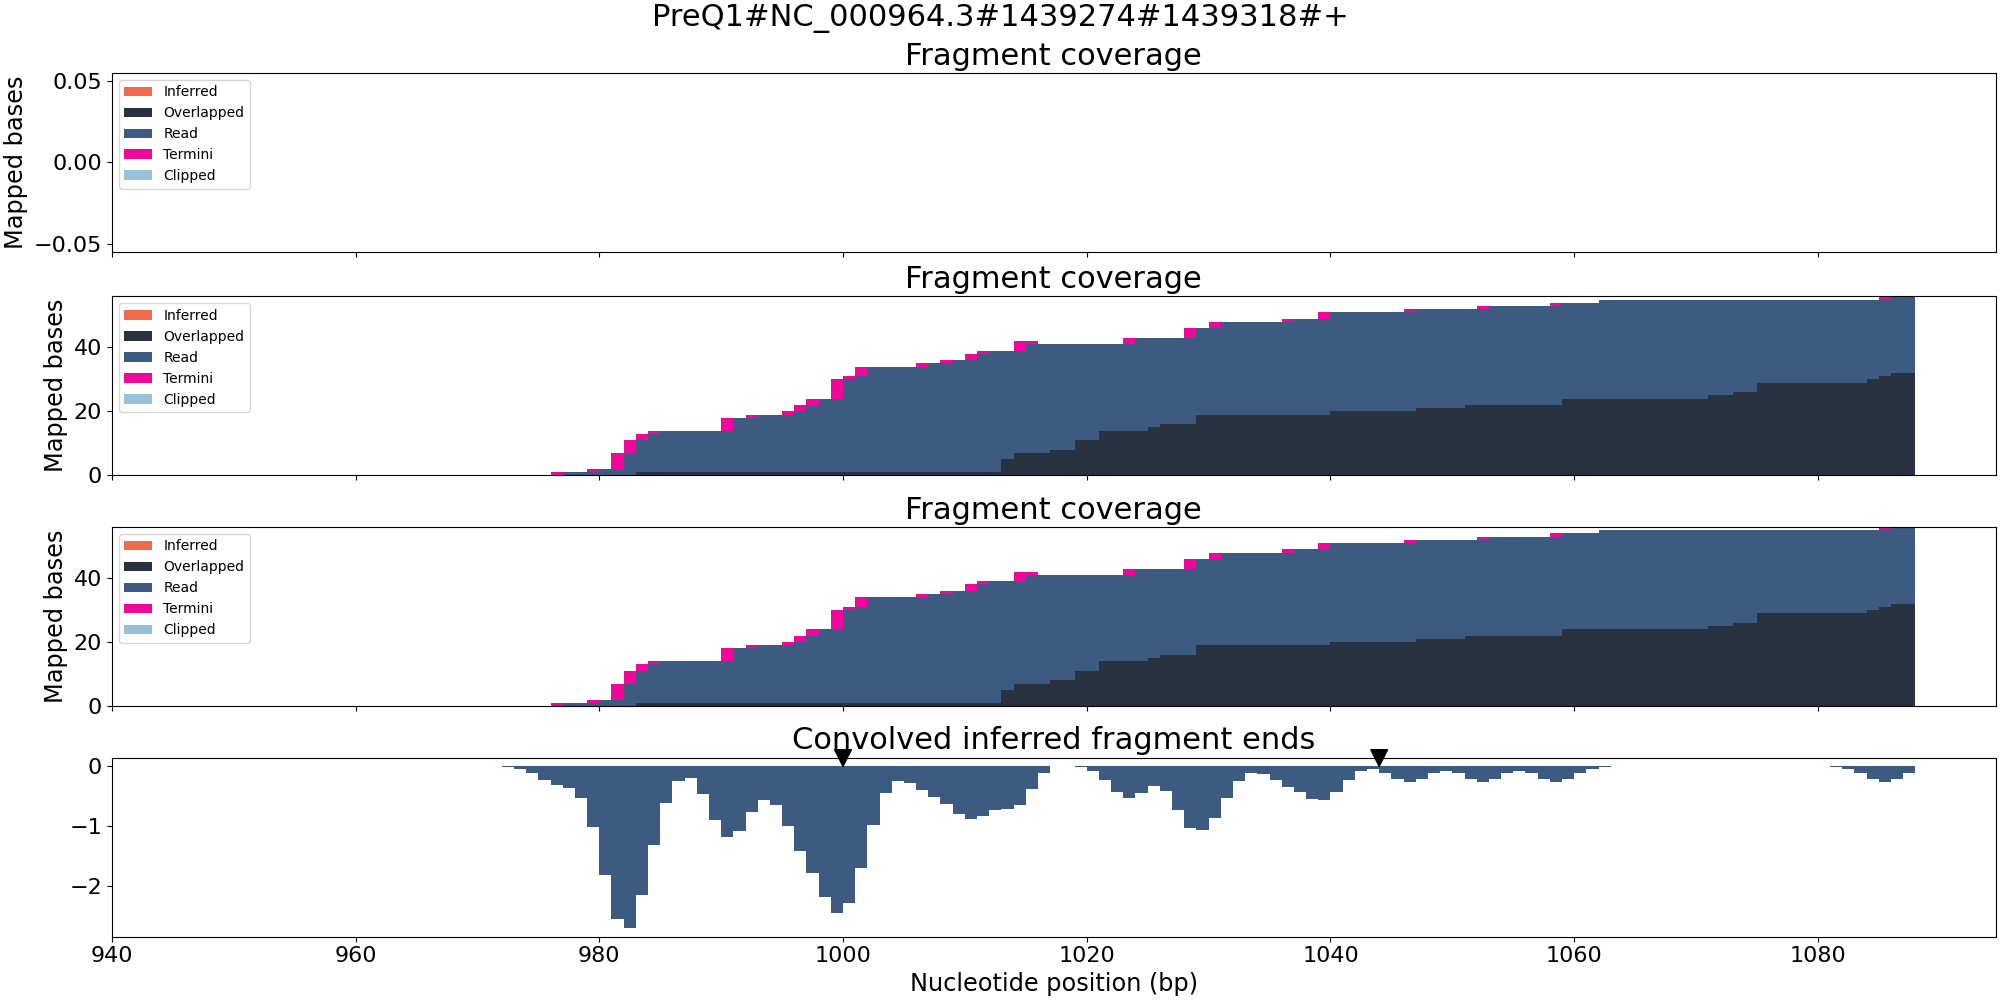 PreQ1#NC_000964.3#1439274#1439318#+
Fragment coverage
Mapped bases
0.05
0.00
−0.05
Inferred
Overlapped
Read
Termini
Clipped
Fragment coverage
Mapped bases
40
20
0
Inferred
Overlapped
Read
Termini
Clipped
Fragment coverage
Mapped bases
40
20
0
Inferred
Overlapped
Read
Termini
Clipped
Convolved inferred fragment ends
0
−1
−2
940 960 980 1000 1020 1040 1060 1080
Nucleotide position (bp)